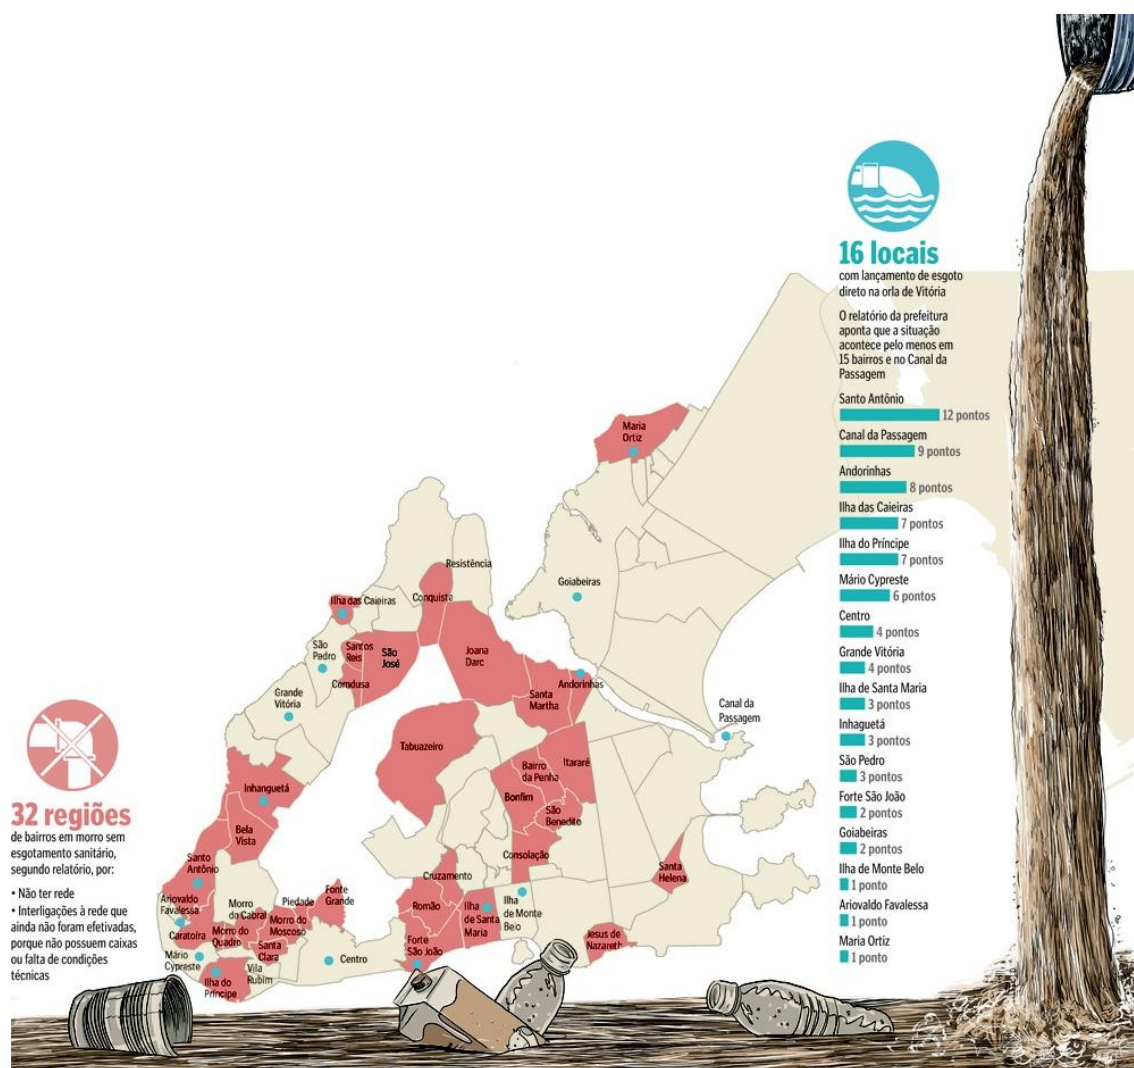 16 locais
com lançamento de esgoto
direto na orla de Vitória
O relatório da prefeitura
aponta que a situação
acontece pelo menos em
15 bairros e no Canal da
Passagem
Santo Antônio
12 pontos
Canal da Passagem
9 pontos
Andorinhas
8 pontos
Ilha das Caieiras
7 pontos
Ilha do Príncipe
7 pontos
Mário Cypreste
6 pontos
Centro
4 pontos
Grande Vitória
4 pontos
Ilha de Santa Maria
3 pontos
Inhaguetá
3 pontos
São Pedro
3 pontos
Forte São João
2 pontos
Goiabeiras
2 pontos
Ilha de Monte Belo
1 ponto
Ariovaldo Favalessa
1 ponto
Maria Ortiz
1 ponto
32 regiões
de bairros em morro sem
esgotamento sanitário,
segundo relatório, por:
• Não ter rede
• Interligações à rede que
ainda não foram efetivadas,
porque não possuem caixas
ou falta de condições
técnicas
Maria
Ortiz
Resistência
Goiabeiras
Conquista
Ilha das Caieiras
São
Pedro
Santos
Reis
São
José
Comdusa
Joana
Darc
Andorinhas
Santa
Martha
Grande
Vitória
Canal da
Passagem
Tabuazeiro
Itararé
Bairro
da Penha
Bonfim
São
Benedito
Inhanguetá
Bela
Vista
Consolação
Santo
Antônio
Santa
Helena
Cruzamento
Fonte
Grande
Piedade
Ariovaldo
Favalessa
Morro
do Cabral
Romão
Ilha
de Santa
Maria
Ilha
de Monte
Belo
Morro do
Moscoso
Caratoíra
Morro do
Quadro
Santa
Clara
Forte
São João
Jesus de
Nazareth
Mário
Cypreste
Vila
Rubim
Centro
Ilha do
Príncipe